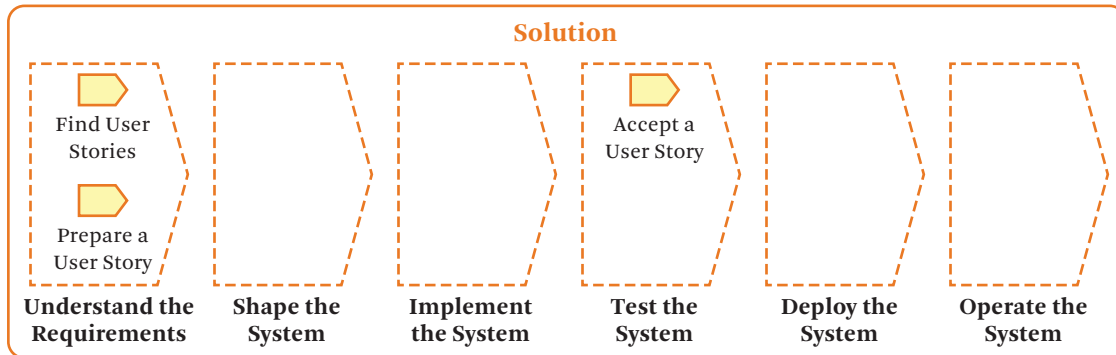 Solution
Find User
Stories
Prepare a
User Story
Accept a
User Story
Understand the
Requirements
Shape the
System
Implement
the System
Test the
System
Deploy the
System
Operate the
System